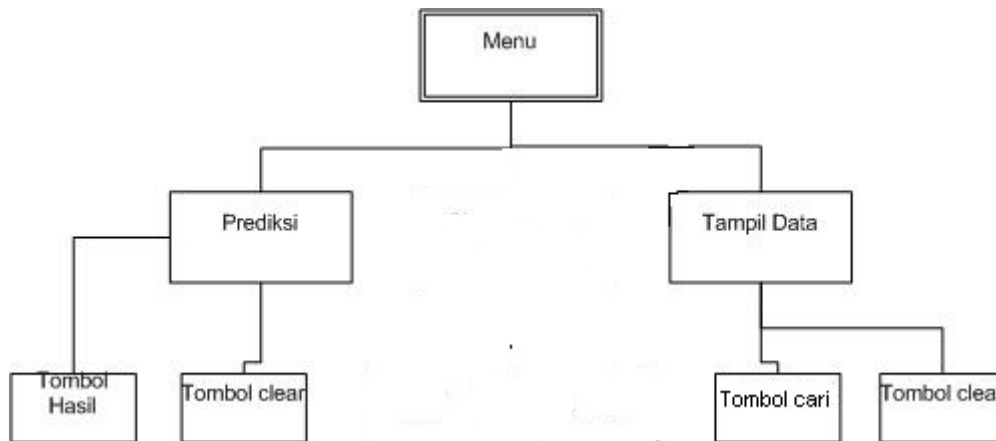 Menu
Prediksi
Tampil Data
Tombol
Hasil
Tombol clear
Tombol cari
Tombol clea